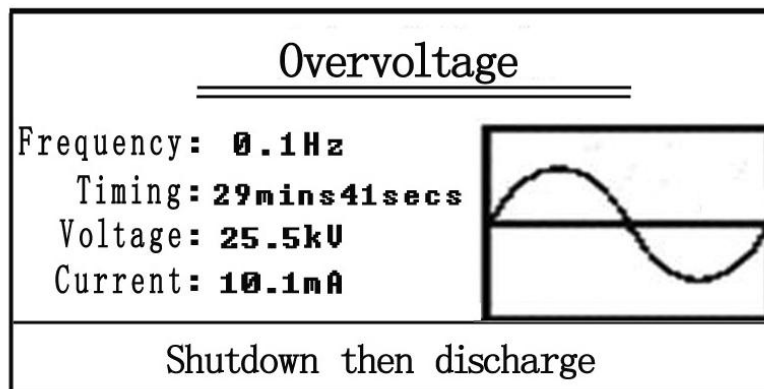 Overvoltage
Frequency: 0.1Hz
Timing: 29mins41secs
Voltage: 25.5kV
Current: 10.1mA
Shutdown then discharge